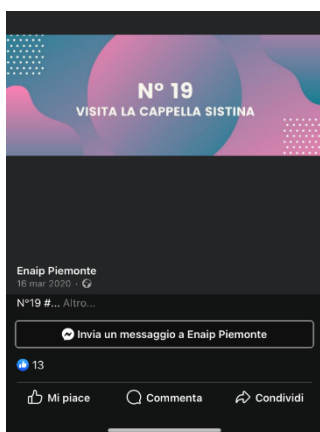 Nº 19
VISITA LA CAPPELLA SISTINA
Enaip Piemonte
16 mar 2020 ·
N°19 #... Altro...
Invia un messaggio a Enaip Piemonte
13
Mi piace
Commenta
Condividi